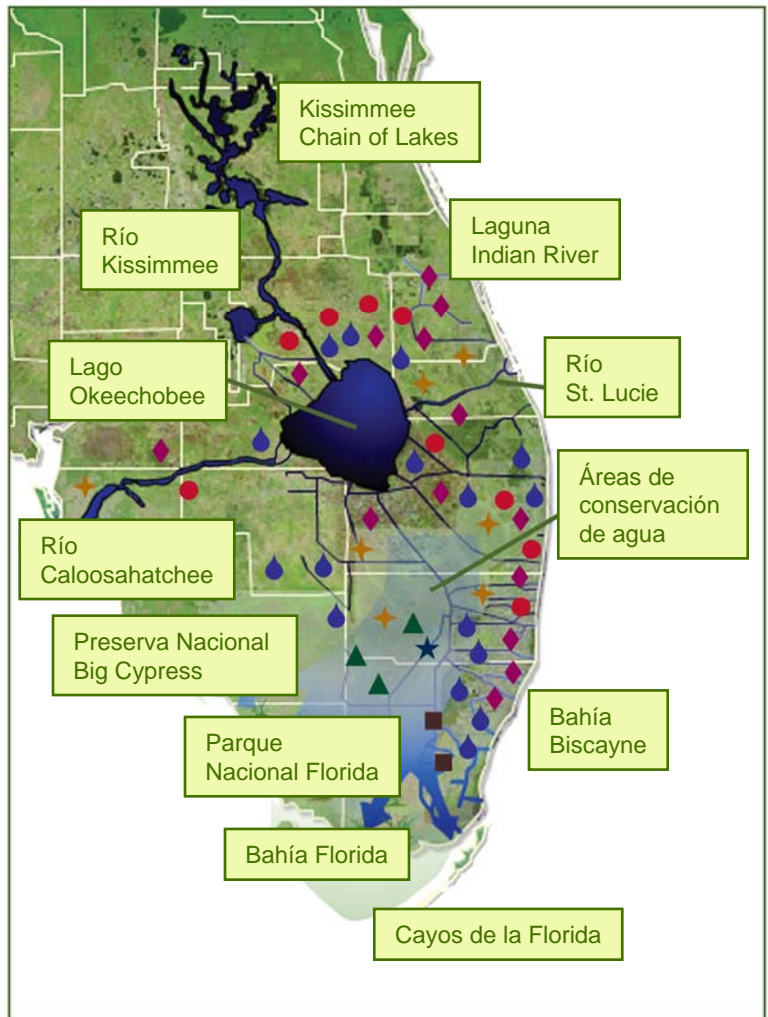 Kissimmee
Chain of Lakes
Laguna
Indian River
Río
Kissimmee
Río
St. Lucie
Lago
Okeechobee
Áreas de
conservación
de agua
Río
Caloosahatchee
Preserva Nacional
Big Cypress
Bahía
Biscayne
Parque
Nacional Florida
Bahía Florida
Cayos de la Florida